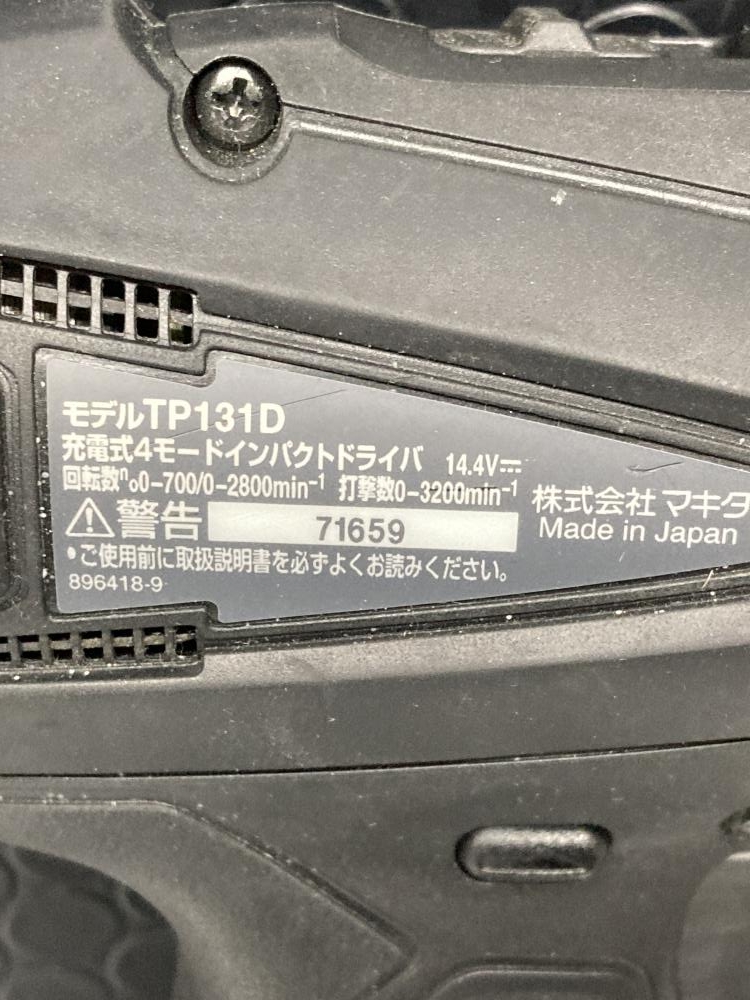 モデルTP131D
充電式4モードインパクトドライバ 14.4V⎓
回転数n₀0-700/0-2800min⁻¹ 打撃数0-3200min⁻¹
株式会社 マキタ
⚠警告 71659
Made in Japan
•ご使用前に取扱説明書を必ずよくお読みください。
896418-9